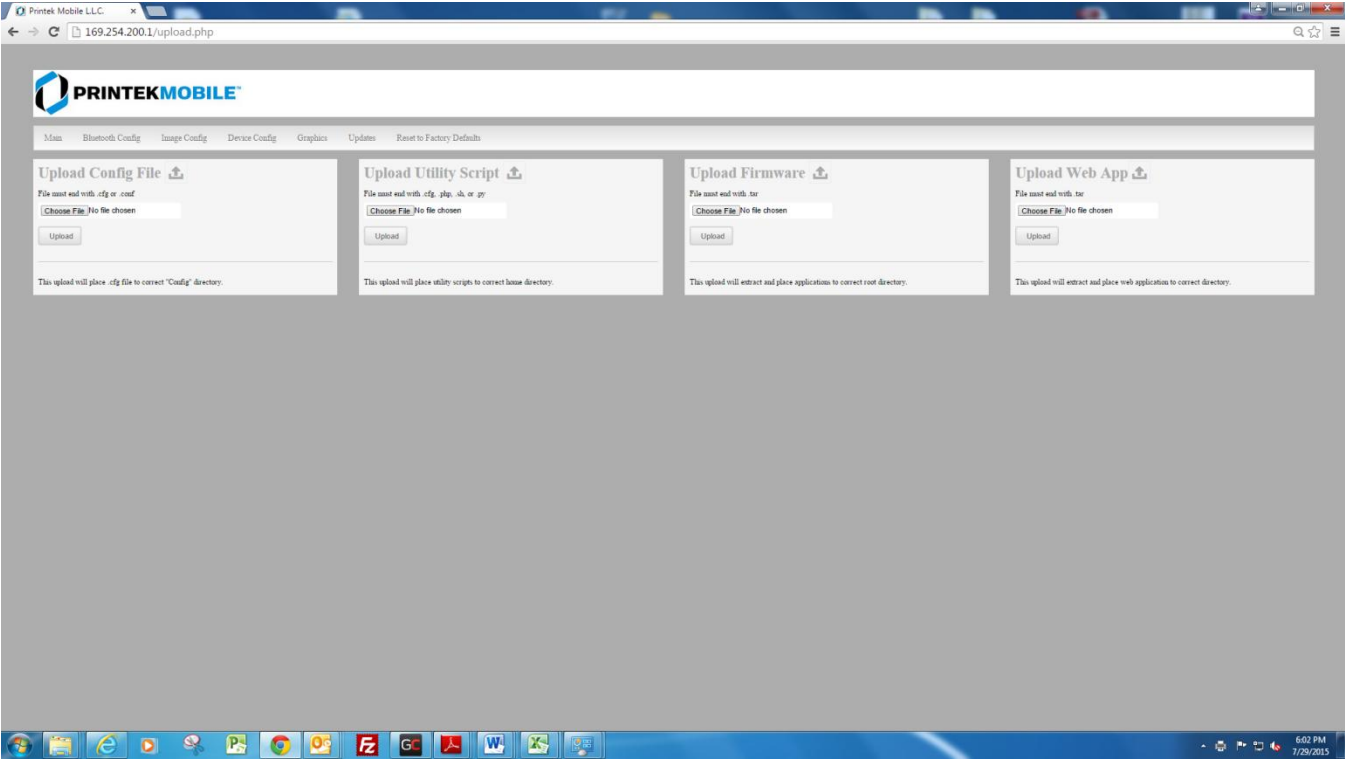 Printek Mobile L.L.C.
169.254.200.1/upload.php
PRINTEKMOBILE™
Main Bluetooth Config Image Config Device Config Graphics Updates Reset to Factory Defaults
Upload Config File
File must end with .cfg or .conf
Choose File No file chosen
Upload
This upload will place .cfg file to correct "Config" directory.
Upload Utility Script
File must end with .cfg, .php, .sh, or .py
Choose File No file chosen
Upload
This upload will place utility scripts to correct home directory.
Upload Firmware
File must end with .tar
Choose File No file chosen
Upload
This upload will extract and place applications to correct root directory.
Upload Web App
File must end with .tar
Choose File No file chosen
Upload
This upload will extract and place web application to correct directory.
6:02 PM
7/29/2015